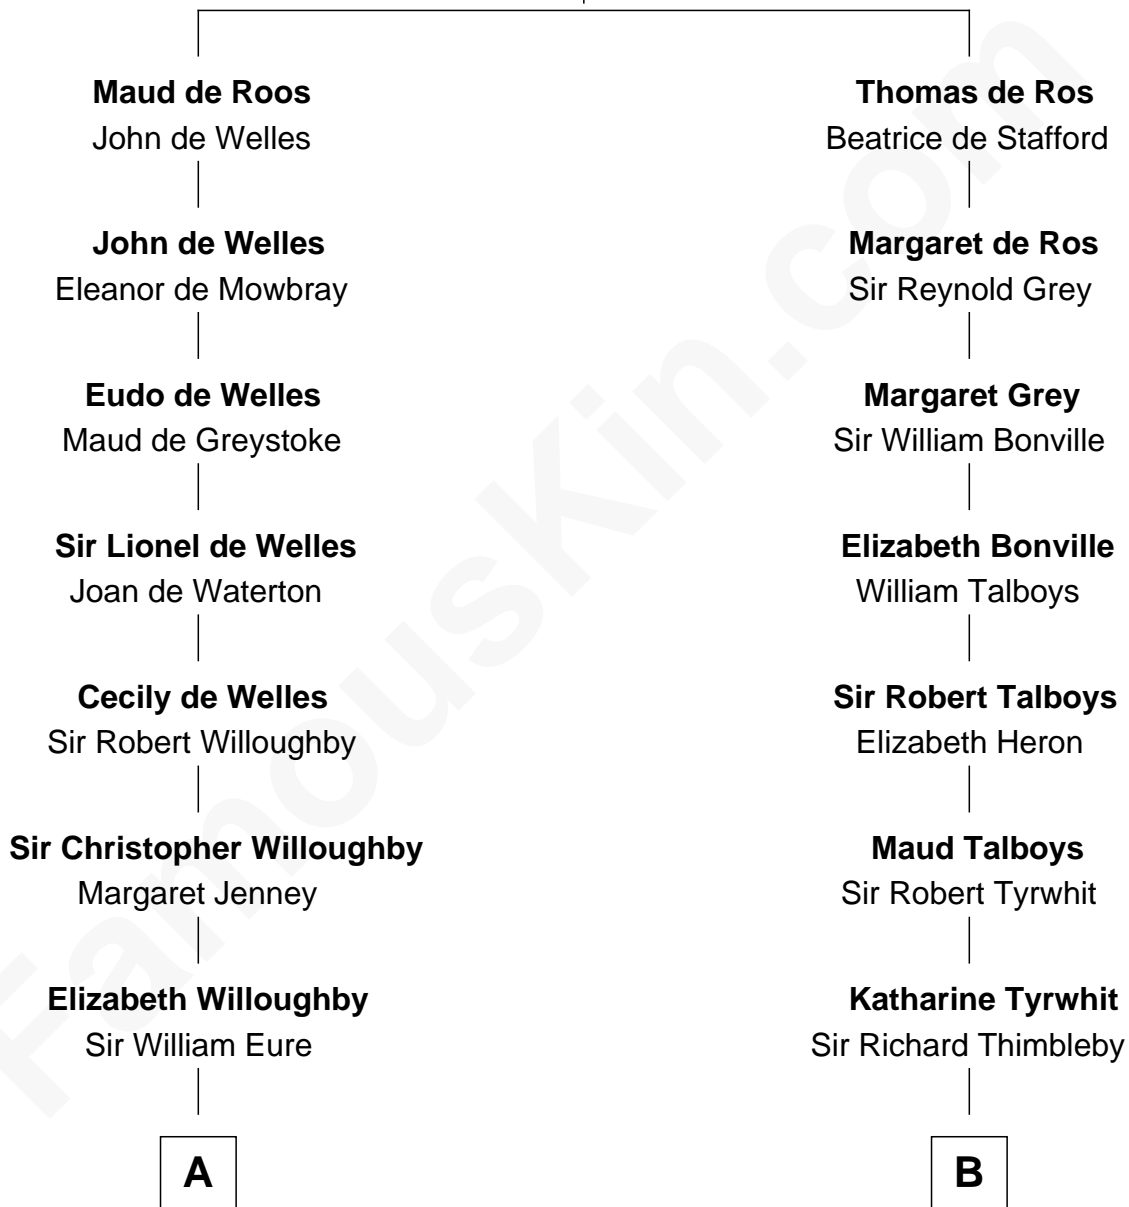 Maud de Roos
John de Welles
Thomas de Ros
Beatrice de Stafford
John de Welles
Eleanor de Mowbray
Margaret de Ros
Sir Reynold Grey
Eudo de Welles
Maud de Greystoke
Margaret Grey
Sir William Bonville
Sir Lionel de Welles
Joan de Waterton
Elizabeth Bonville
William Talboys
Cecily de Welles
Sir Robert Willoughby
Sir Robert Talboys
Elizabeth Heron
Sir Christopher Willoughby
Margaret Jenney
Maud Talboys
Sir Robert Tyrwhit
Elizabeth Willoughby
Sir William Eure
Katharine Tyrwhit
Sir Richard Thimbleby
A
B
FamousKin.com